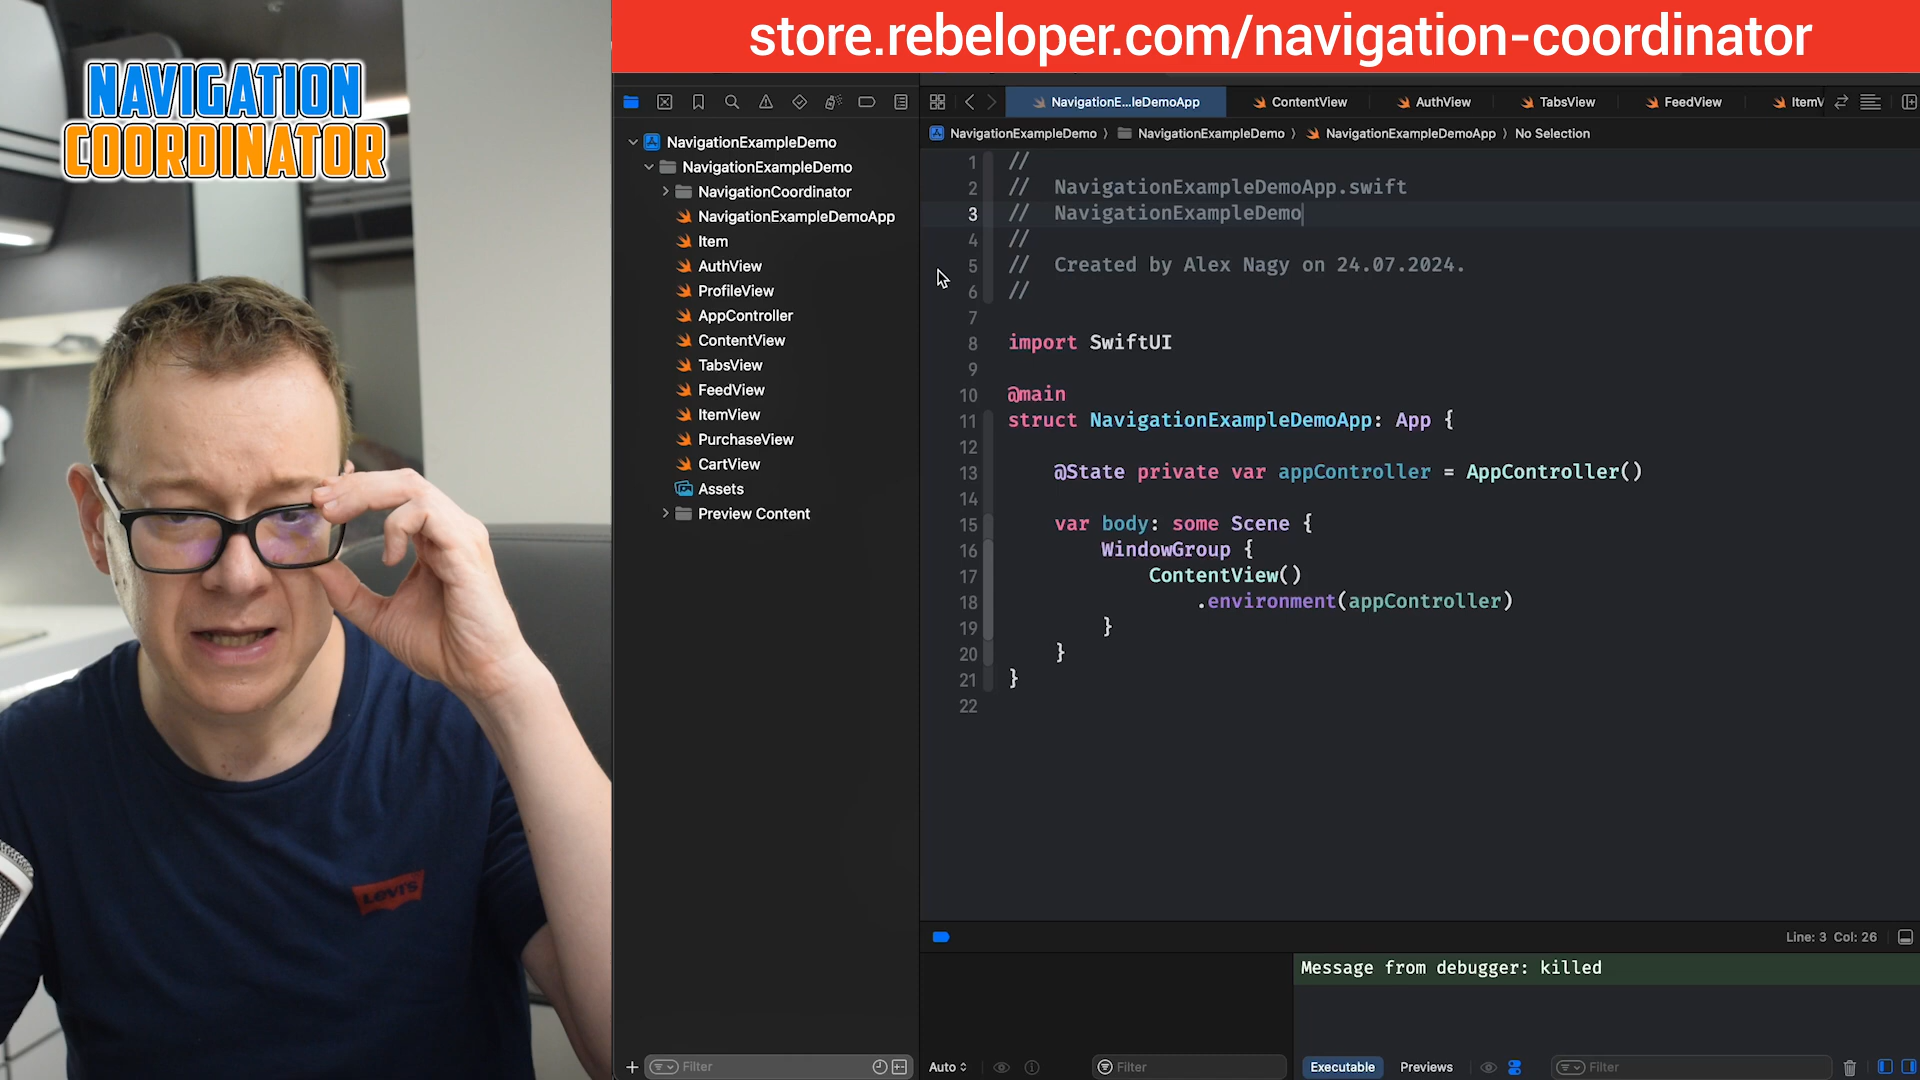 store.rebeloper.com/navigation-coordinator
NAVIGATION
COORDINATOR
Levi's
NavigationExampleDemo
NavigationExampleDemo
NavigationCoordinator
NavigationExampleDemoApp
Item
AuthView
ProfileView
AppController
ContentView
TabsView
FeedView
ItemView
PurchaseView
CartView
Assets
Preview Content
Filter
NavigationE...leDemoApp
ContentView
AuthView
TabsView
FeedView
ItemV
NavigationExampleDemo
NavigationExampleDemo
NavigationExampleDemoApp
No Selection
1 //
2 // NavigationExampleDemoApp.swift
3 // NavigationExampleDemo
4 //
5 // Created by Alex Nagy on 24.07.2024.
6 //
7
8 import SwiftUI
9
10 @main
11 struct NavigationExampleDemoApp: App {
12
13 @State private var appController = AppController()
14
15 var body: some Scene {
16 WindowGroup {
17 ContentView()
18 .environment(appController)
19 }
20 }
21 }
22
Line: 3 Col: 26
Message from debugger: killed
Auto
Filter
Executable
Previews
Filter